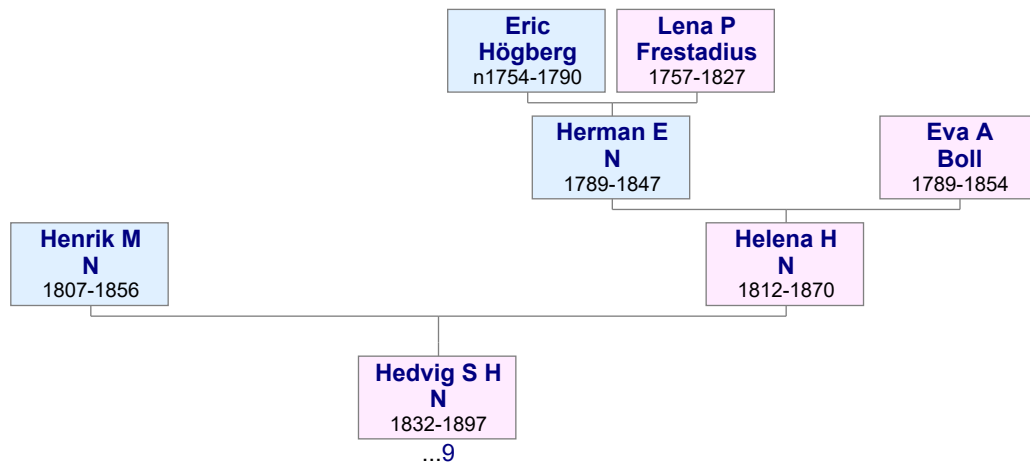 Eric
Högberg
n1754-1790
Lena P
Frestadius
1757-1827
Herman E
N
1789-1847
Eva A
Boll
1789-1854
Henrik M
N
1807-1856
Helena H
N
1812-1870
Hedvig S H
N
1832-1897
...9